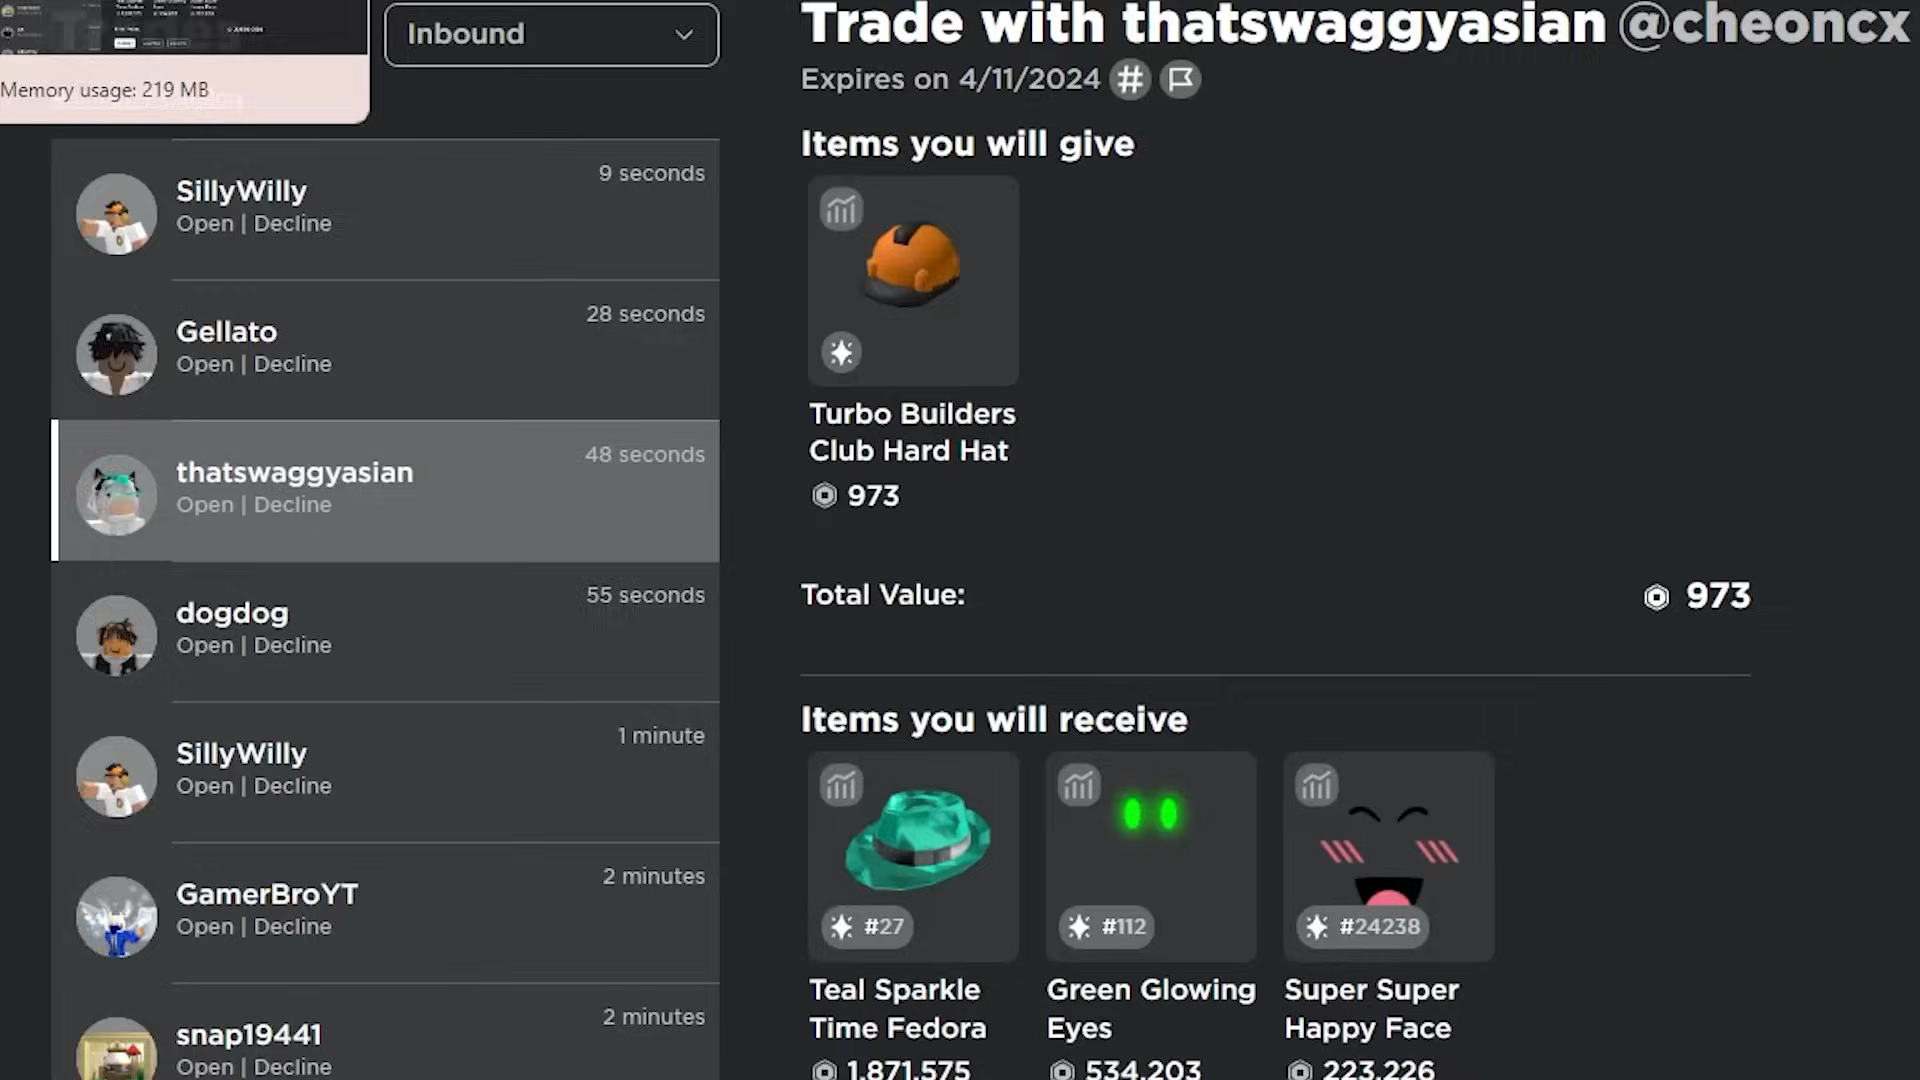 Memory usage: 219 MB
Inbound
Trade with thatswaggyasian @cheoncx
Expires on 4/11/2024 #
SillyWilly
9 seconds
Open | Decline
Gellato
28 seconds
Open | Decline
thatswaggyasian
48 seconds
Open | Decline
dogdog
55 seconds
Open | Decline
SillyWilly
1 minute
Open | Decline
GamerBroYT
2 minutes
Open | Decline
snap19441
2 minutes
Open | Decline
Items you will give
Turbo Builders
Club Hard Hat
973
Total Value:
973
Items you will receive
#27
#112
#24238
Teal Sparkle
Time Fedora
1,871,575
Green Glowing
Eyes
534,203
Super Super
Happy Face
223,226